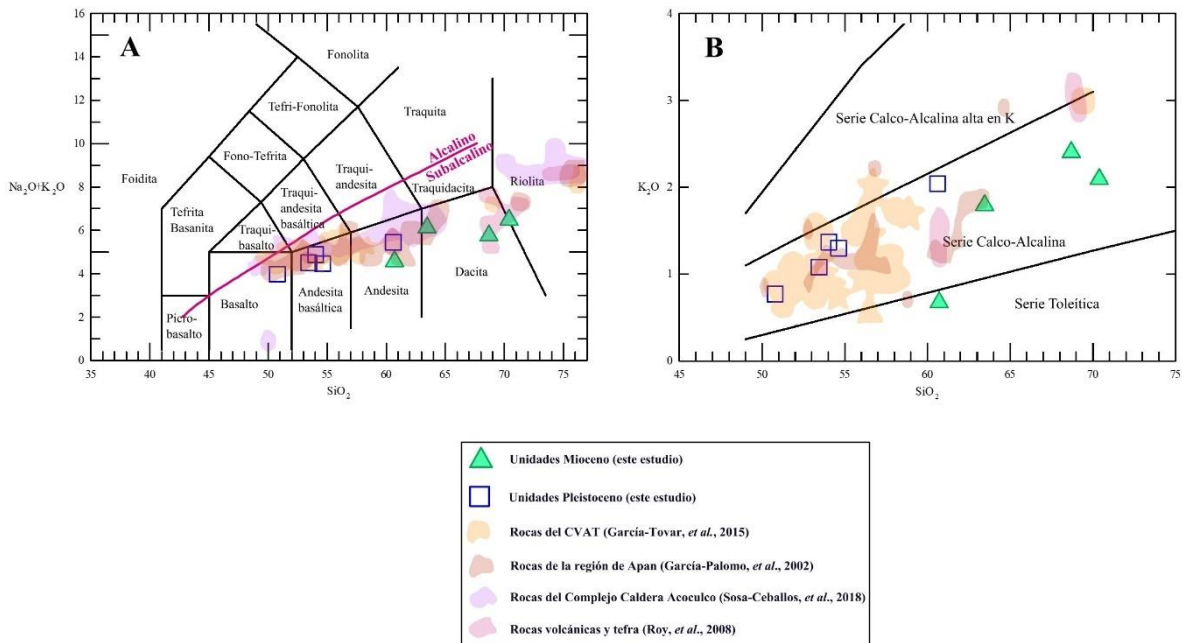 A
16
14
12
10
8
6
4
2
0
Na₂O+K₂O
35
40
45
50
55
60
65
70
75
SiO₂
Fonolita
Tefri-Fonolita
Traquita
Fono-Tefrita
Foidita
Alcalino
Subalcalino
Traqui-
andesita
Traquidacita
Riolita
Tefrita
Basanita
Traqui-
andesita
basáltica
Traqui-
basalto
Dacita
Basalto
Andesita
basáltica
Andesita
Picro-
basalto
B
4
3
2
1
0
K₂O
45
50
55
60
65
70
75
SiO₂
Serie Calco-Alcalina alta en K
Serie Calco-Alcalina
Serie Toleítica
Unidades Mioceno (este estudio)
Unidades Pleistoceno (este estudio)
Rocas del CVAT (García-Tovar, et al., 2015)
Rocas de la región de Apan (García-Palomo, et al., 2002)
Rocas del Complejo Caldera Acoculco (Sosa-Ceballos, et al., 2018)
Rocas volcánicas y tefra (Roy, et al., 2008)